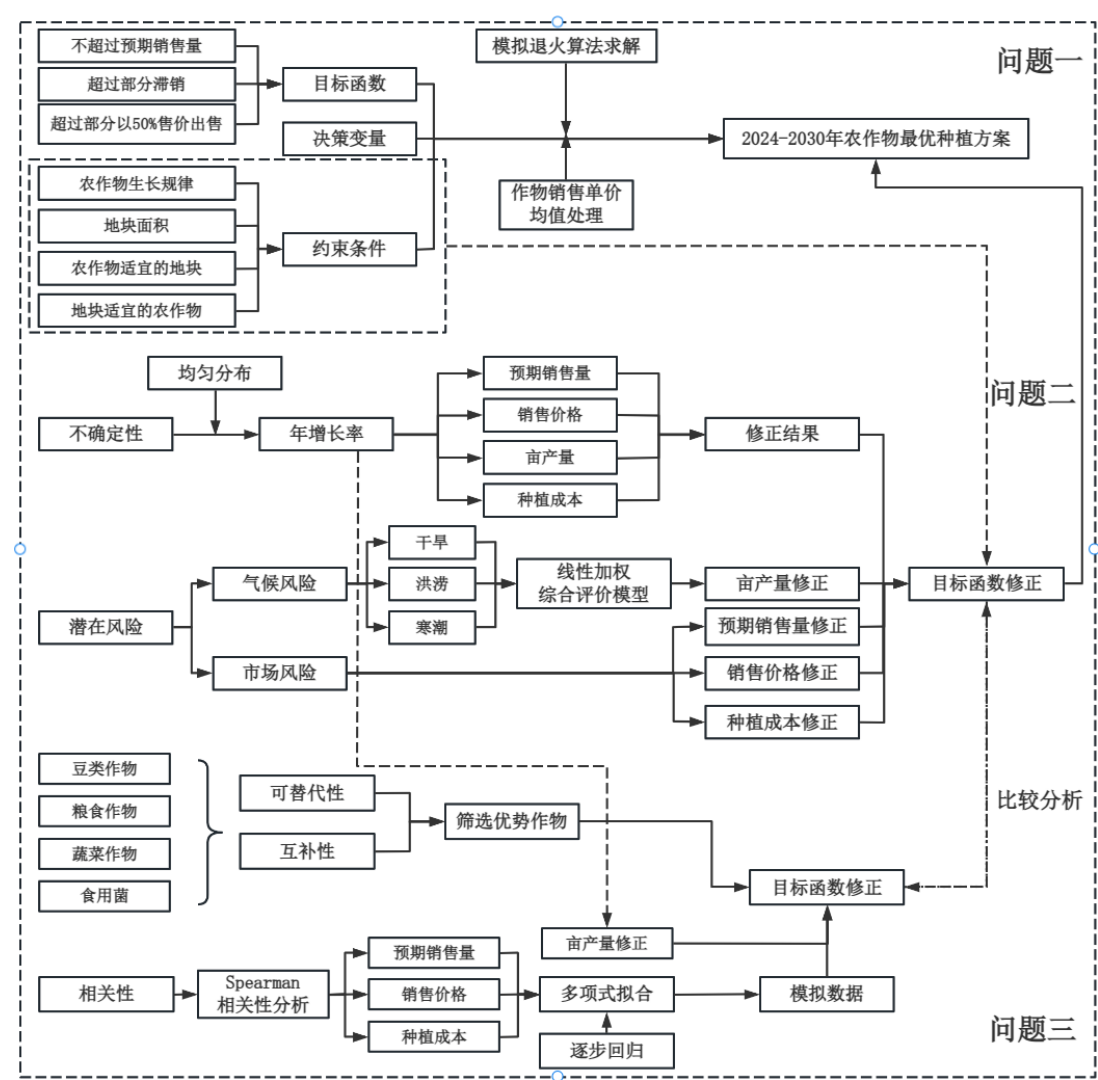 不超过预期销售量
超过部分滞销
超过部分以50%售价出售
目标函数
决策变量
模拟退火算法求解
问题一
2024-2030年农作物最优种植方案
作物销售单价
均值处理
农作物生长规律
地块面积
农作物适宜的地块
地块适宜的农作物
约束条件
问题二
均匀分布
不确定性
年增长率
预期销售量
销售价格
亩产量
种植成本
修正结果
潜在风险
气候风险
市场风险
干旱
洪涝
寒潮
线性加权
综合评价模型
亩产量修正
预期销售量修正
销售价格修正
种植成本修正
目标函数修正
比较分析
豆类作物
粮食作物
蔬菜作物
食用菌
可替代性
互补性
筛选优势作物
目标函数修正
亩产量修正
相关性
Spearman
相关性分析
预期销售量
销售价格
种植成本
多项式拟合
逐步回归
模拟数据
问题三